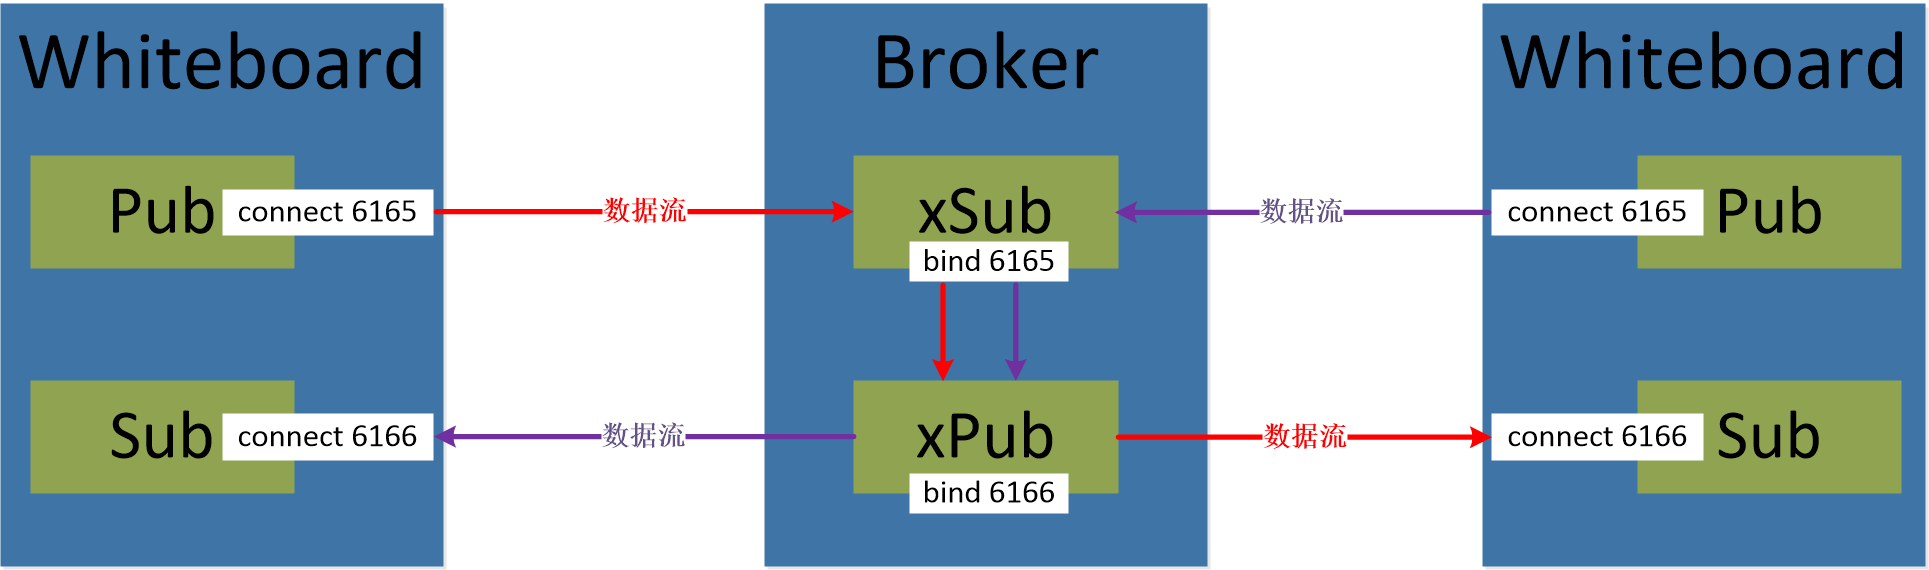 Whiteboard
Broker
Whiteboard
Pub
connect 6165
数据流
xSub
bind 6165
数据流
connect 6165
Pub
Sub
connect 6166
数据流
xPub
bind 6166
数据流
connect 6166
Sub